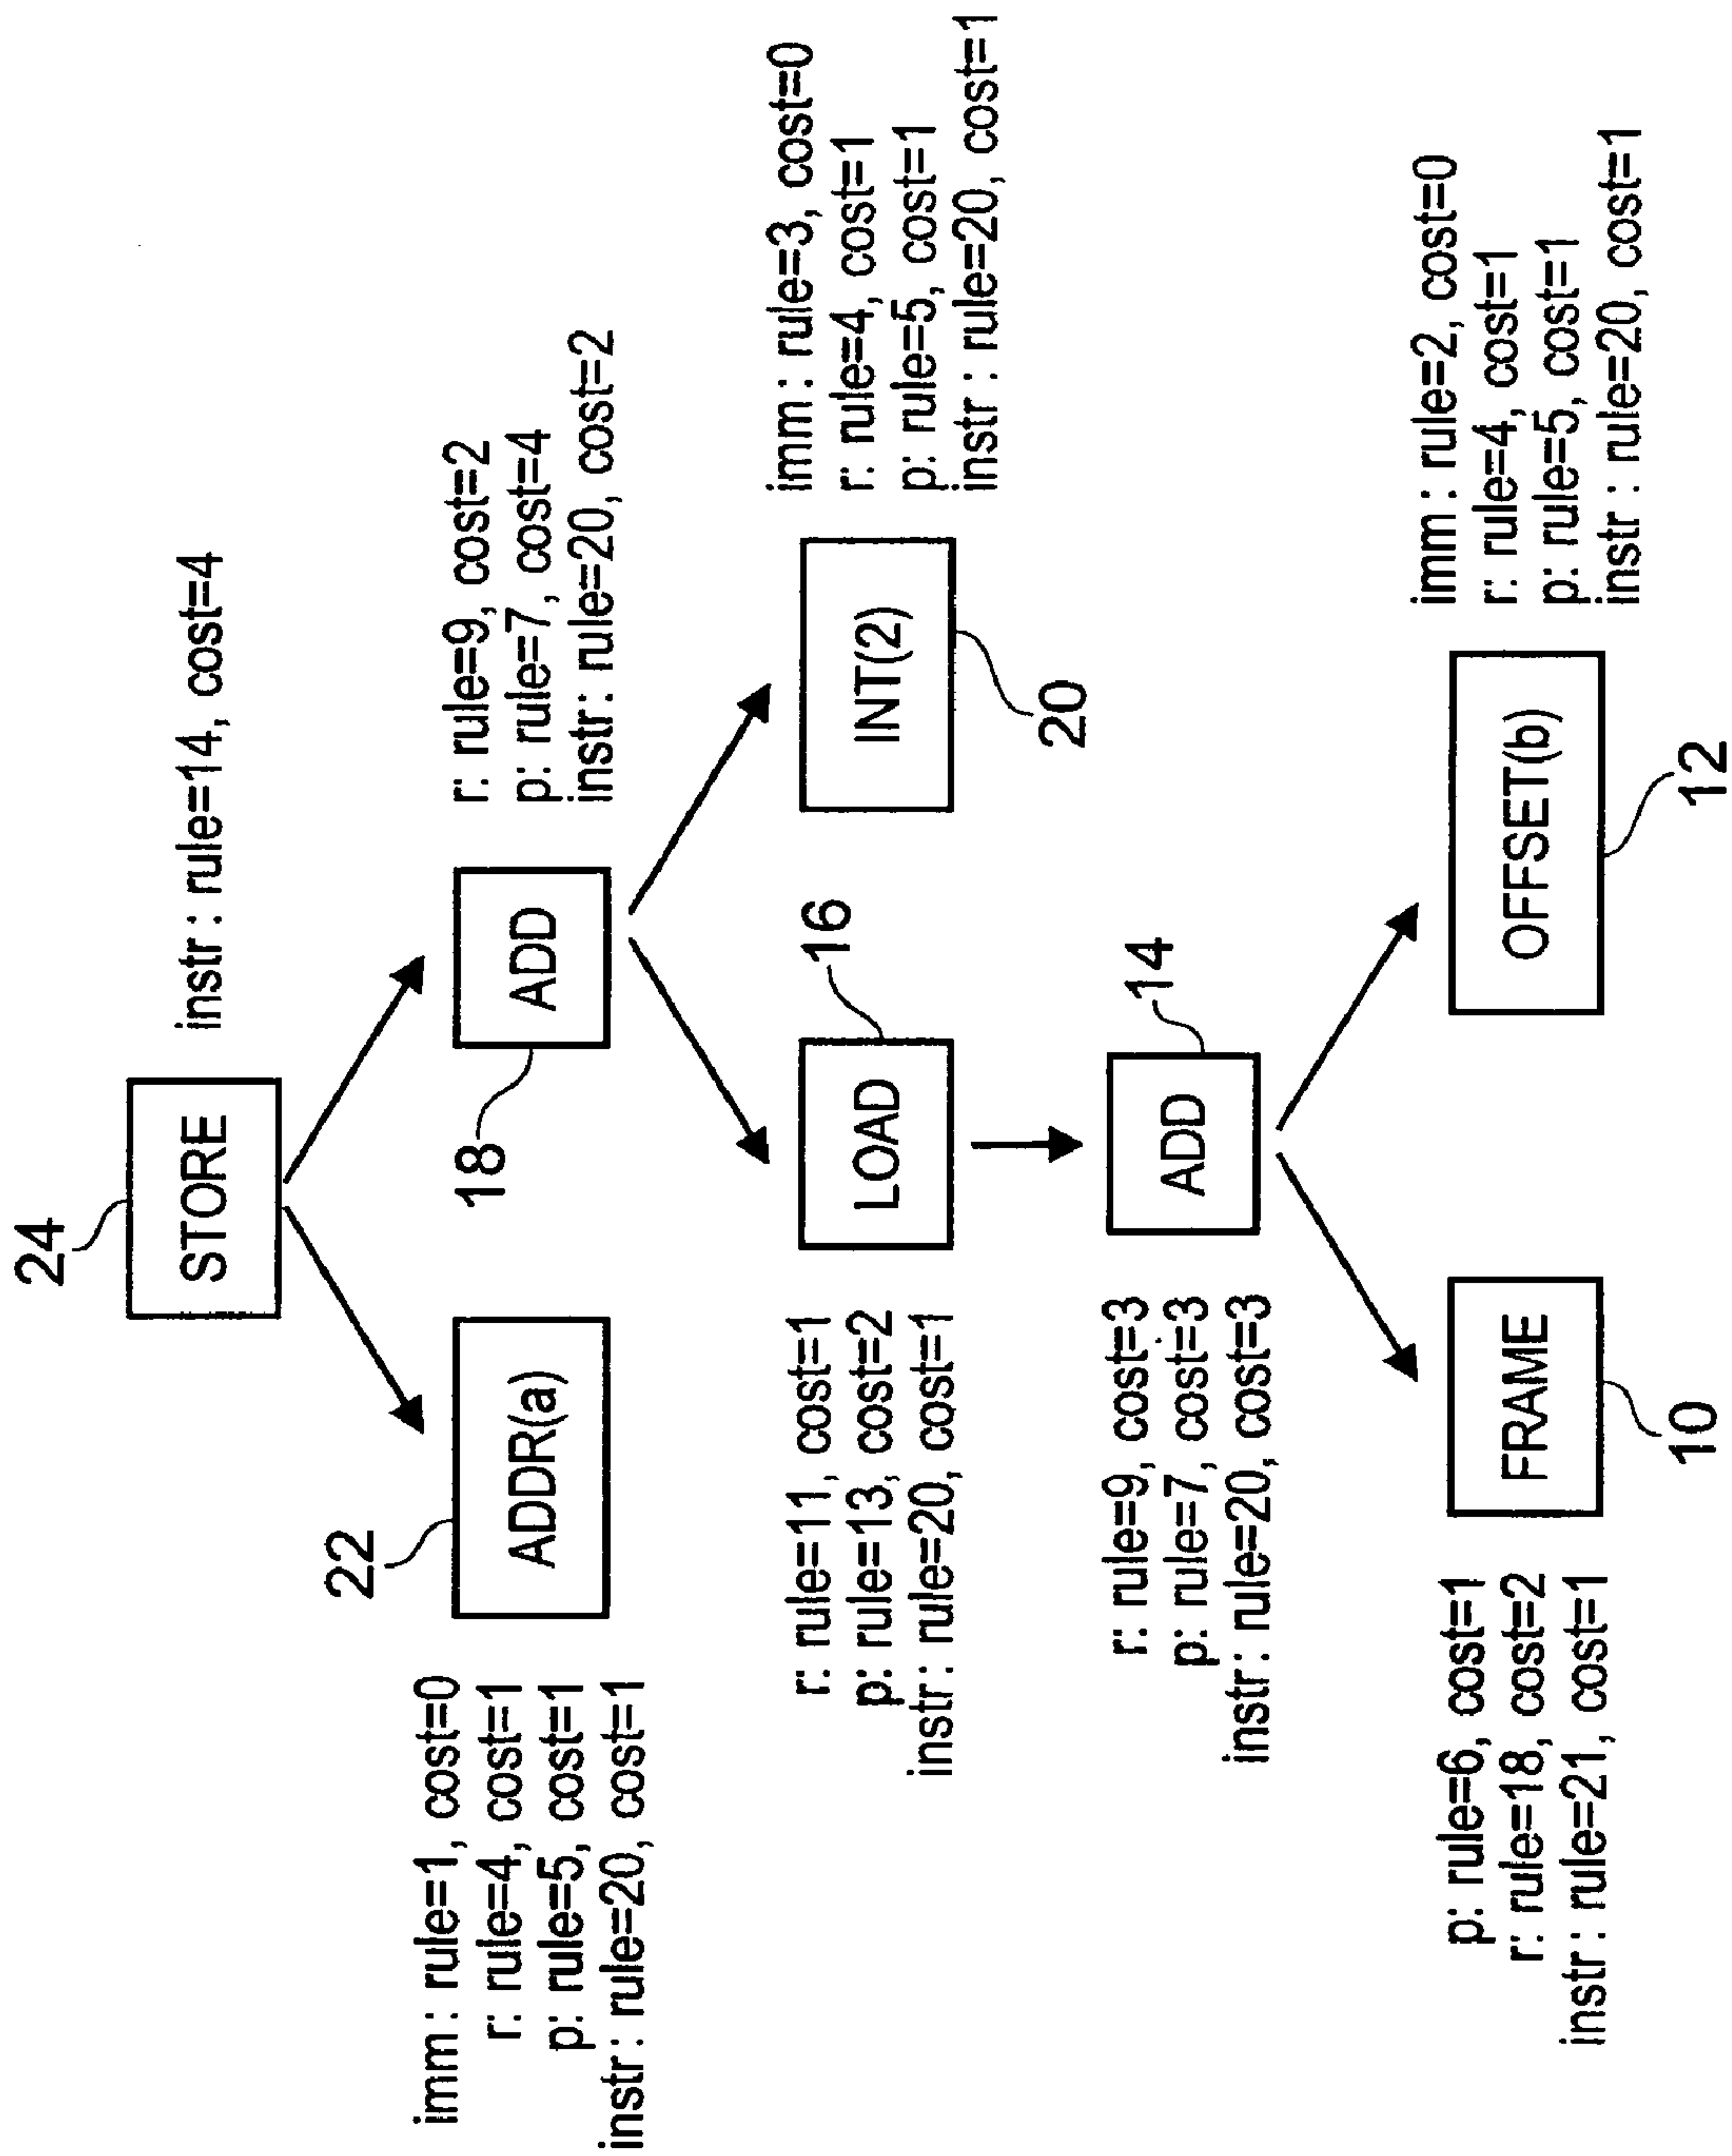 24
STORE
instr : rule=14, cost=4
22
ADDR(a)
imm : rule=1, cost=0
r: rule=4, cost=1
p: rule=5, cost=1
instr : rule=20, cost=1
18
ADD
r: rule=9, cost=2
p: rule=7, cost=4
instr : rule=20, cost=2
16
LOAD
r: rule=11, cost=1
p: rule=13, cost=2
instr : rule=20, cost=1
20
INT(2)
imm : rule=3, cost=0
r: rule=4, cost=1
p: rule=5, cost=1
instr : rule=20, cost=1
14
ADD
r: rule=9, cost=3
p: rule=7, cost=3
instr : rule=20, cost=3
10
FRAME
p: rule=6, cost=1
r: rule=18, cost=2
instr : rule=21, cost=1
12
OFFSET(b)
imm : rule=2, cost=0
r: rule=4, cost=1
p: rule=5, cost=1
instr : rule=20, cost=1